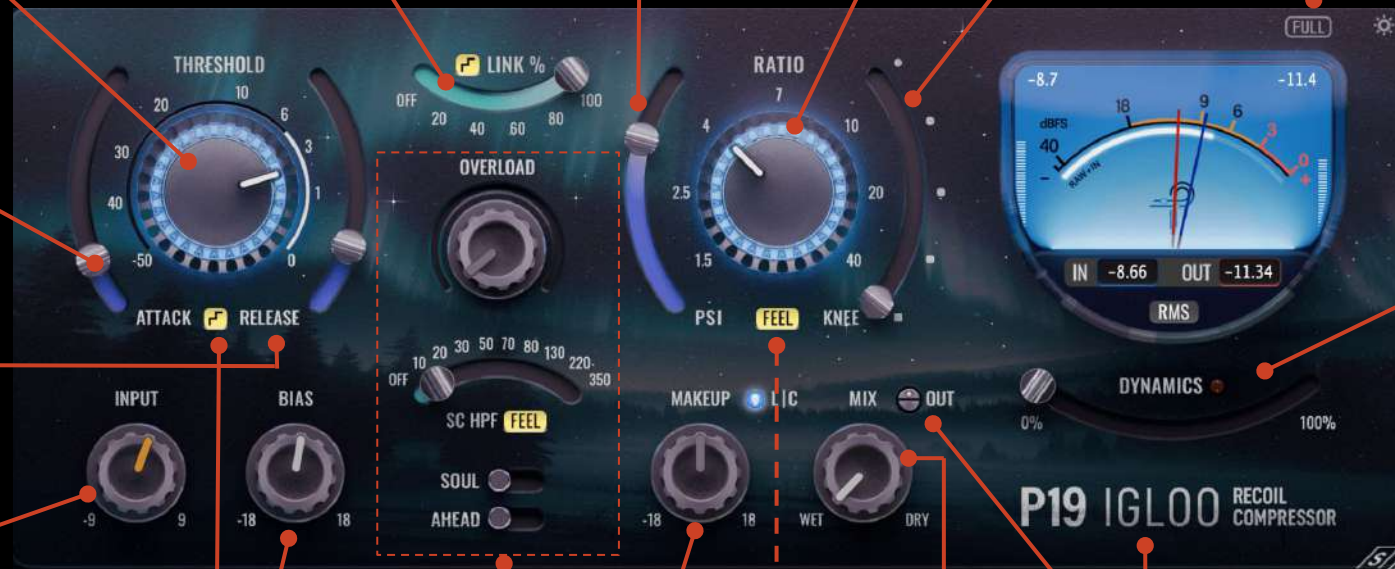 FULL
THRESHOLD
-50
40
30
20
10
6
3
1
0
ATTACK
RELEASE
LINK %
OFF
20
40
60
80
100
OVERLOAD
OFF
10
20
30
50
70
80
130
220
350
SC HPF FEEL
SOUL
AHEAD
INPUT
-9
9
BIAS
-18
18
RATIO
1.5
2.5
4
7
10
20
40
PSI
FEEL
KNEE
MAKEUP
L|C
-18
18
MIX
OUT
WET
DRY
-8.7
-11.4
dBFS
40
18
9
6
3
0
-
+
RAW+IN
IN -8.66 OUT -11.34
RMS
DYNAMICS
0%
100%
P19 IGLOO RECOIL
COMPRESSOR
S